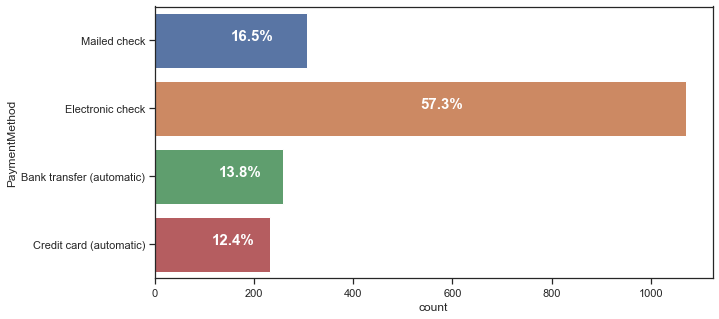 PaymentMethod
Mailed check
16.5%
Electronic check
57.3%
Bank transfer (automatic)
13.8%
Credit card (automatic)
12.4%
0 200 400 600 800 1000
count